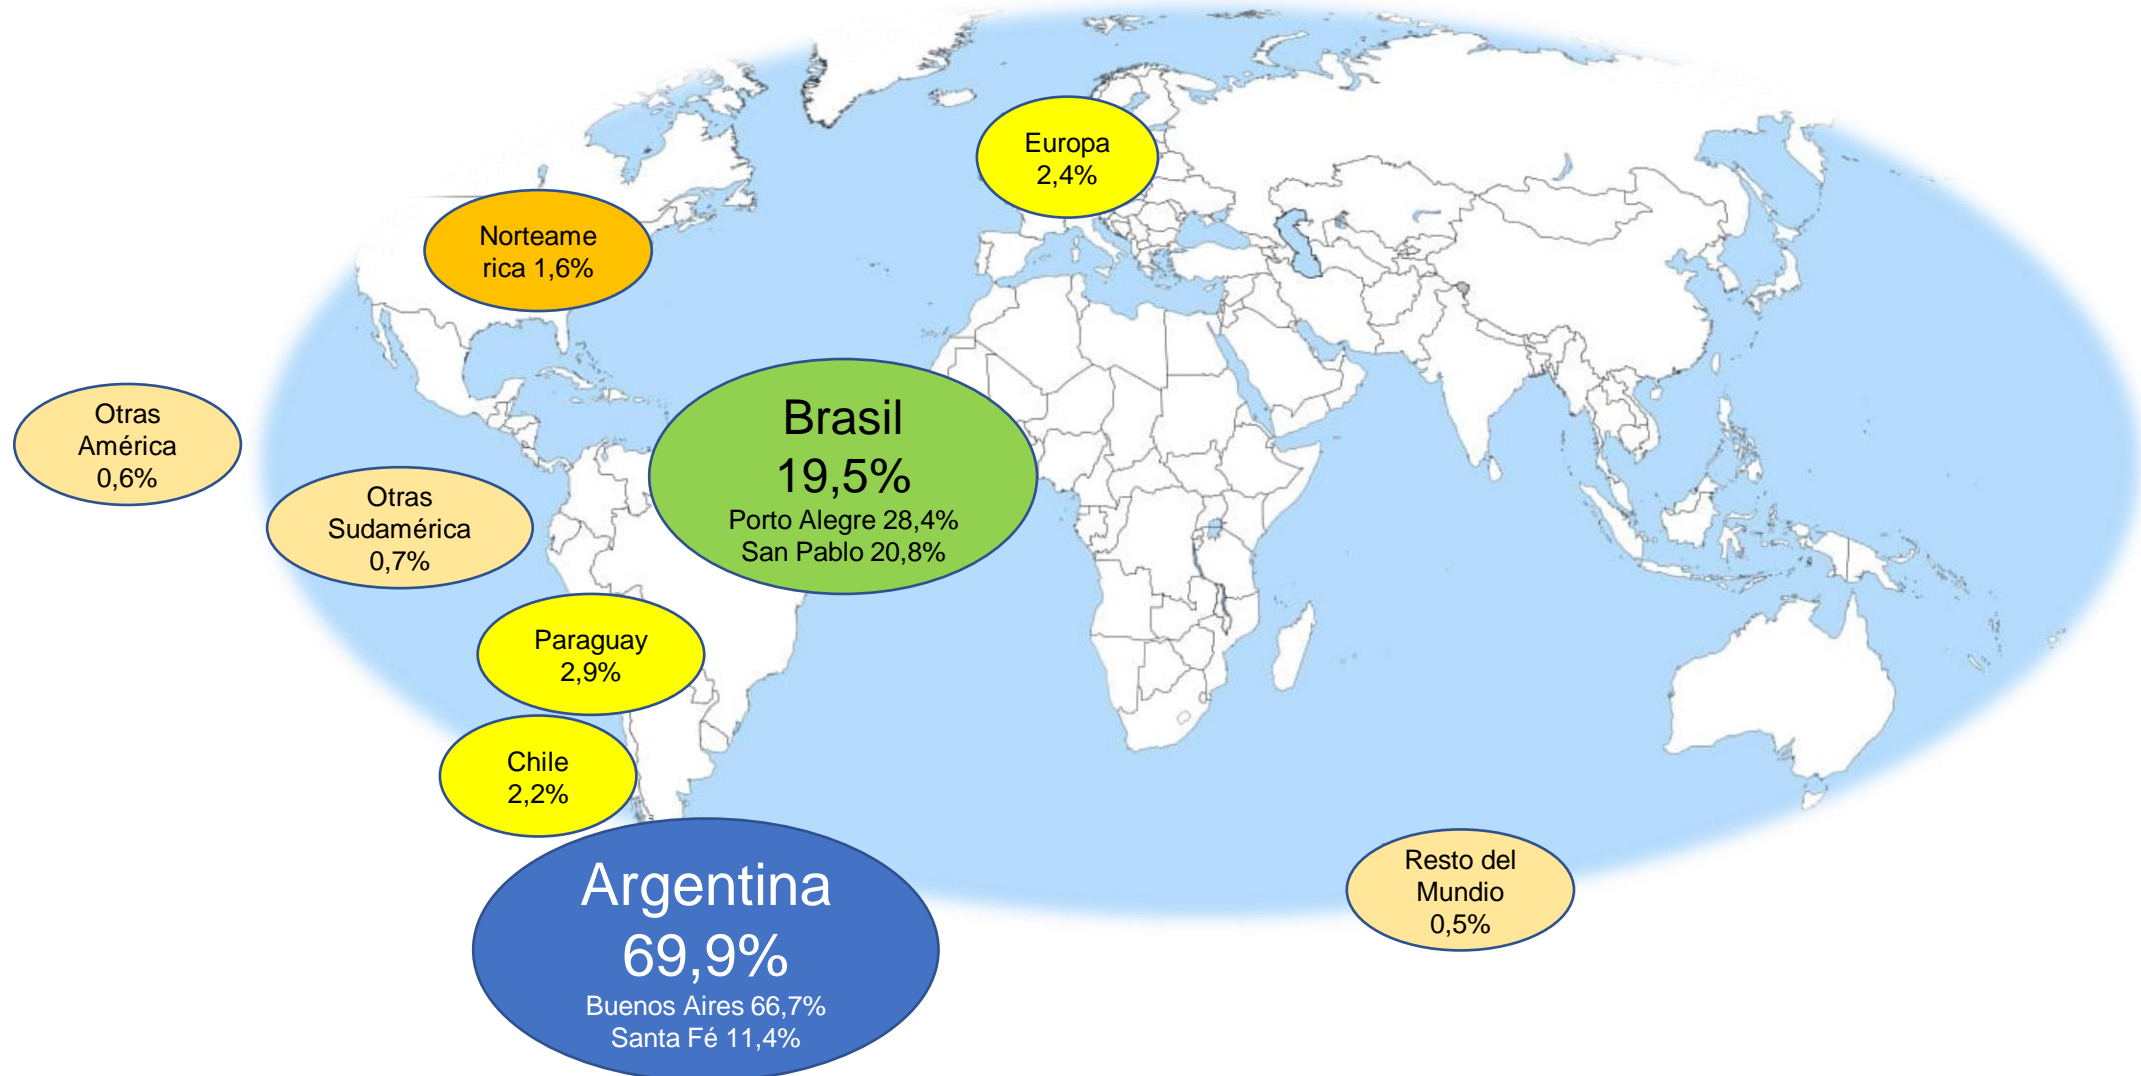 Europa
2,4%
Norteame
rica 1,6%
Otras
América
0,6%
Otras
Sudamérica
0,7%
Brasil
19,5%
Porto Alegre 28,4%
San Pablo 20,8%
Paraguay
2,9%
Chile
2,2%
Argentina
69,9%
Buenos Aires 66,7%
Santa Fé 11,4%
Resto del
Mundio
0,5%